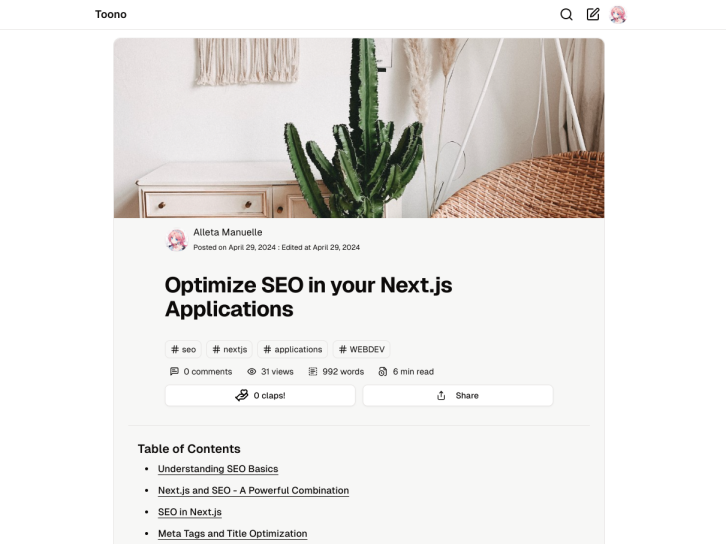 Toono
Alleta Manuelle
Posted on April 29, 2024 : Edited at April 29, 2024
Optimize SEO in your Next.js
Applications
# seo # nextjs # applications # WEBDEV
0 comments 31 views 992 words 6 min read
0 claps! Share
Table of Contents
Understanding SEO Basics
Next.js and SEO - A Powerful Combination
SEO in Next.js
Meta Tags and Title Optimization